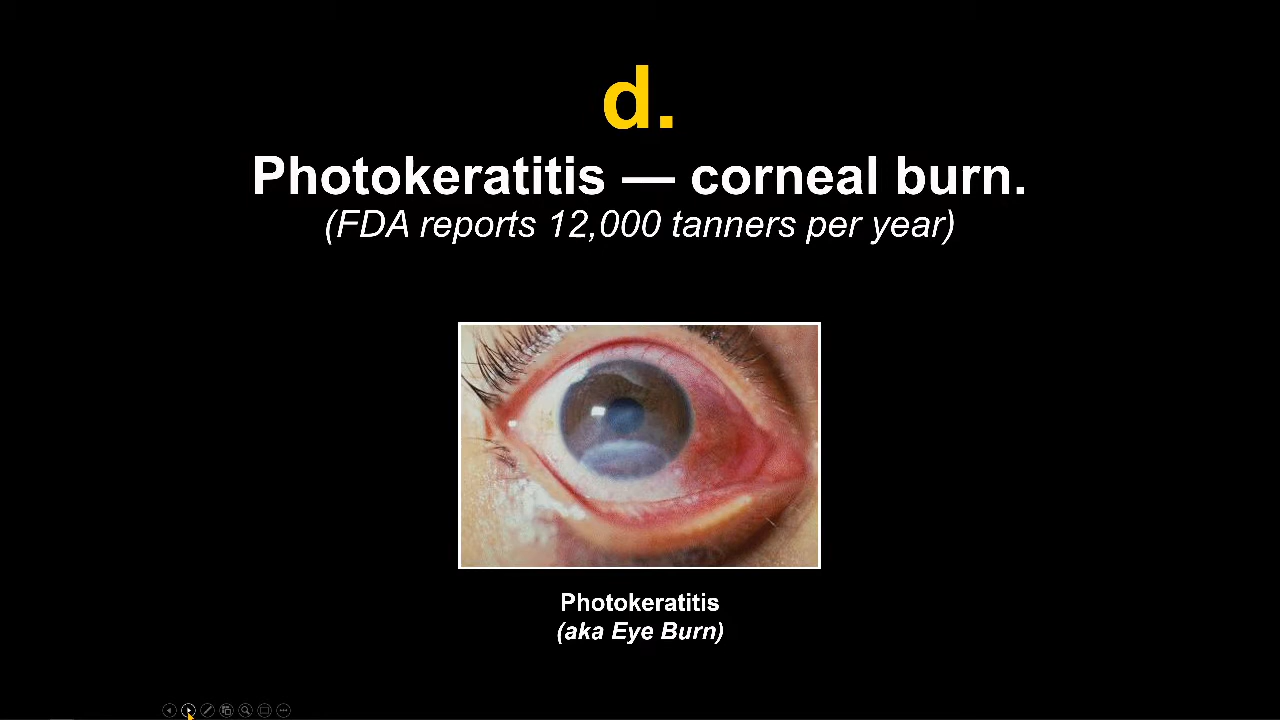 d.
Photokeratitis — corneal burn.
(FDA reports 12,000 tanners per year)
Photokeratitis
(aka Eye Burn)